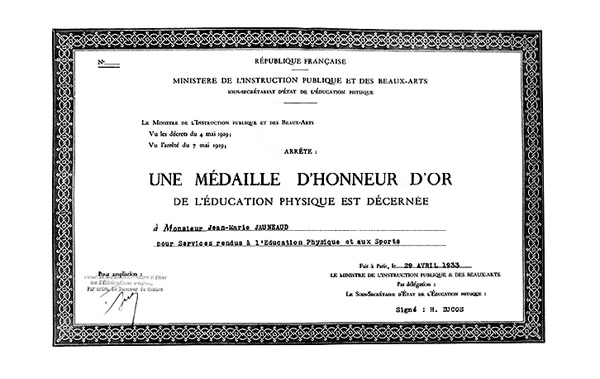 RÉPUBLIQUE FRANÇAISE
N°
MINISTERE DE L'INSTRUCTION PUBLIQUE ET DES BEAUX-ARTS
SOUS-SECRÉTARIAT D'ÉTAT DE L'ÉDUCATION PHYSIQUE
LE MINISTRE DE L'INSTRUCTION PUBLIQUE ET DES BEAUX-ARTS
Vu les décrets du 4 mai 1929;
Vu l'arrêté du 7 mai 1929;
ARRÊTE :
UNE MÉDAILLE D'HONNEUR D'OR
DE L'ÉDUCATION PHYSIQUE EST DÉCERNÉE
à Monsieur Jean-Marie JAUNEAUD
pour Services rendus à l'Education Physique et aux Sports
Fait à Paris, le 29 AVRIL 1933
LE MINISTRE DE L'INSTRUCTION PUBLIQUE & DES BEAUX-ARTS
Par délégation :
LE SOUS-SECRÉTAIRE D'ÉTAT DE L'ÉDUCATION PHYSIQUE :
Signé : H. DUCOS
Pour ampliation :